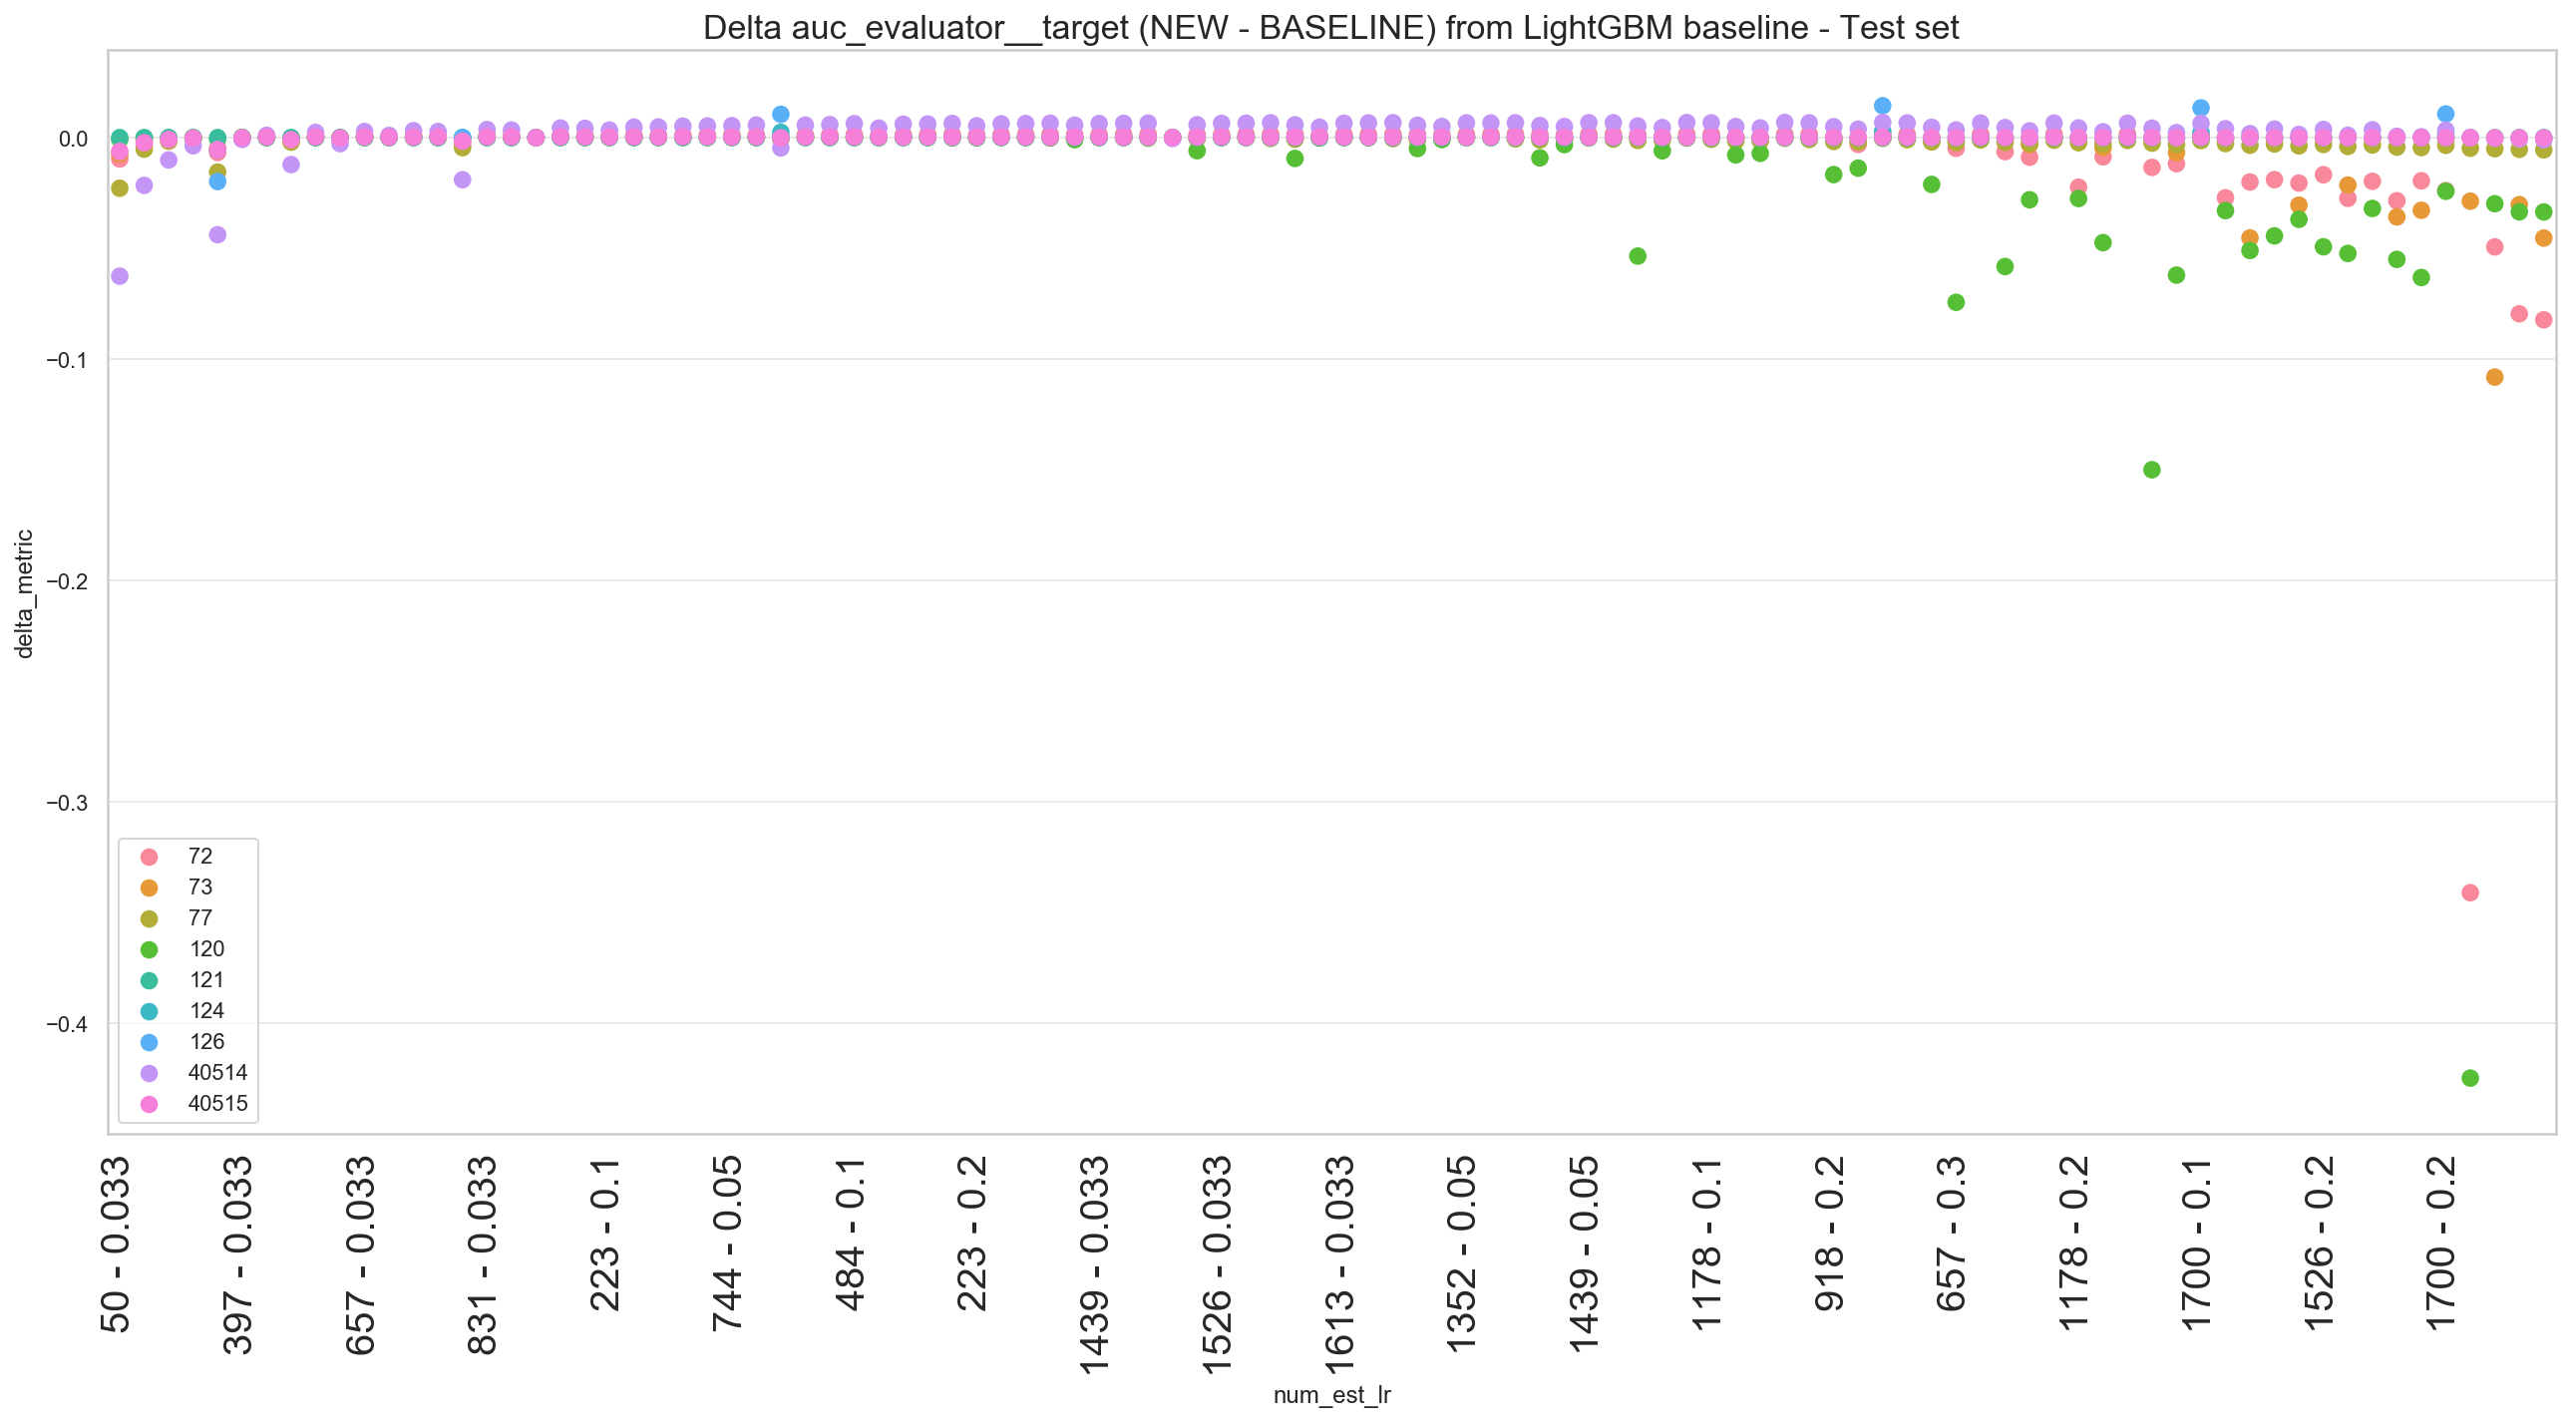 Delta auc_evaluator__target (NEW - BASELINE) from LightGBM baseline - Test set
delta_metric
0.0
−0.1
−0.2
−0.3
−0.4
72
73
77
120
121
124
126
40514
40515
50 - 0.033
397 - 0.033
657 - 0.033
831 - 0.033
223 - 0.1
744 - 0.05
484 - 0.1
223 - 0.2
1439 - 0.033
1526 - 0.033
1613 - 0.033
1352 - 0.05
1439 - 0.05
1178 - 0.1
918 - 0.2
657 - 0.3
1178 - 0.2
1700 - 0.1
1526 - 0.2
1700 - 0.2
num_est_lr